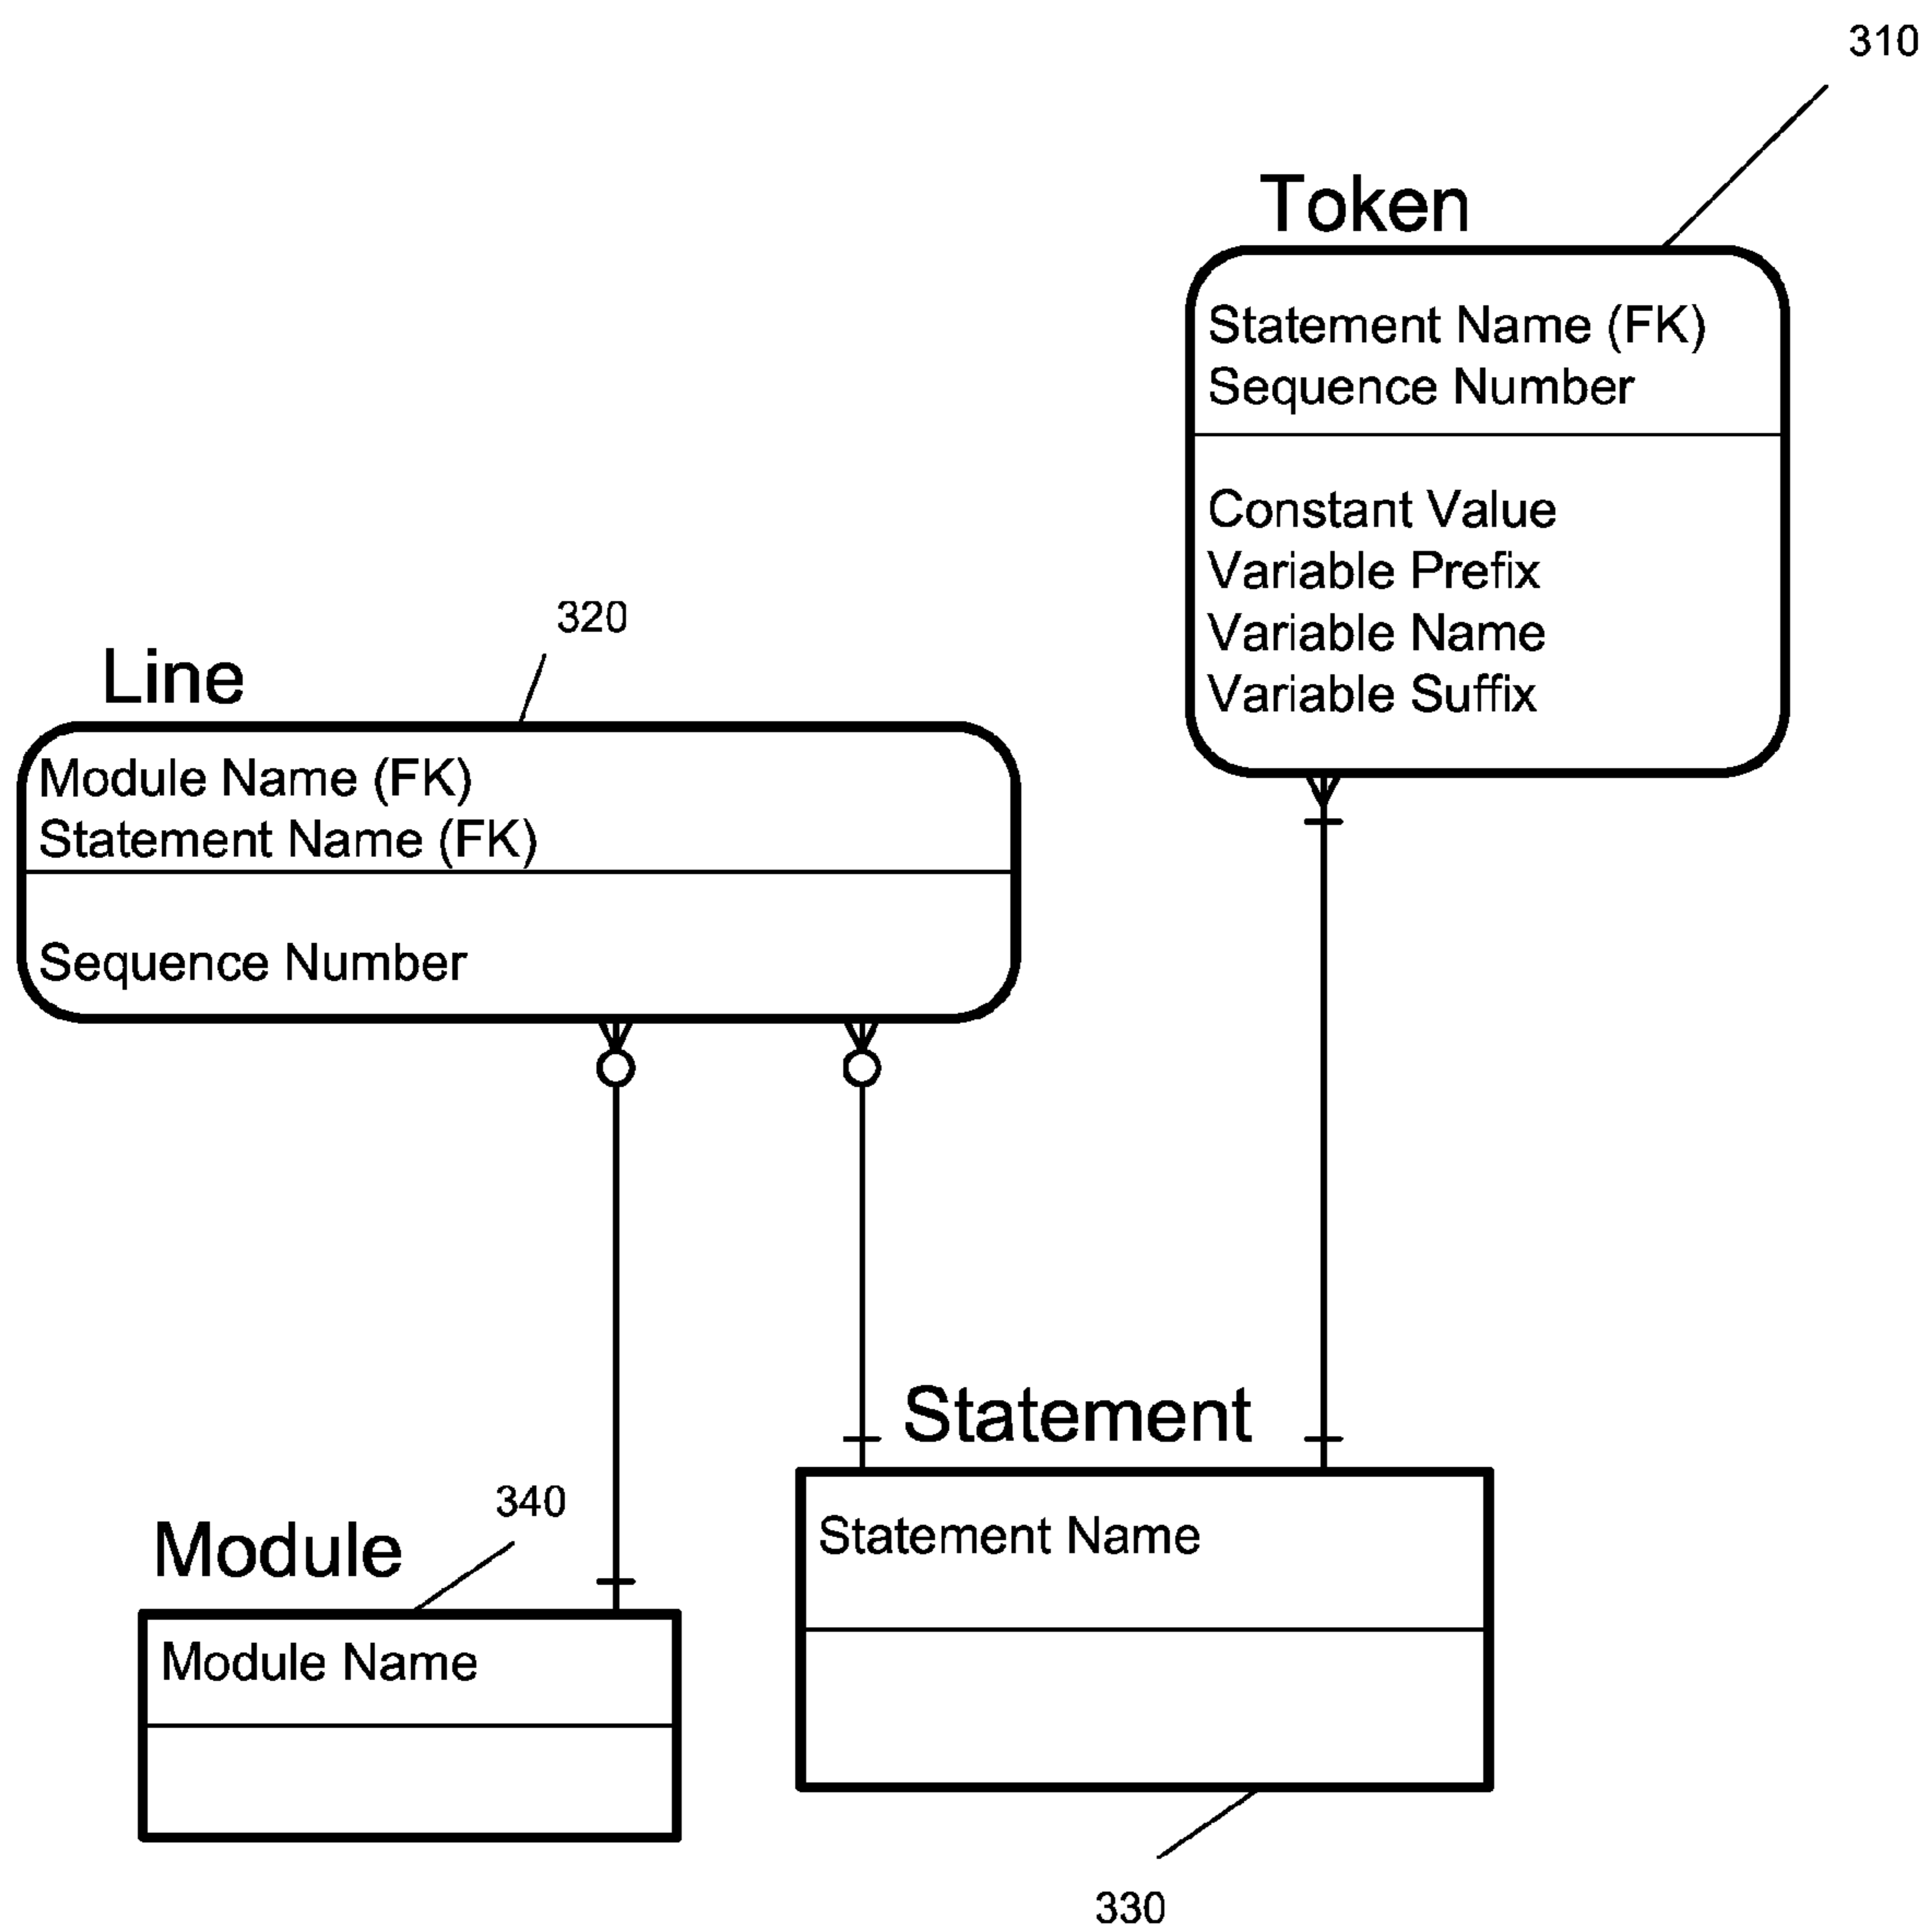 310
Token
Statement Name (FK)
Sequence Number
Constant Value
Variable Prefix
Variable Name
Variable Suffix
320
Line
Module Name (FK)
Statement Name (FK)
Sequence Number
Statement
Statement Name
340
Module
Module Name
330